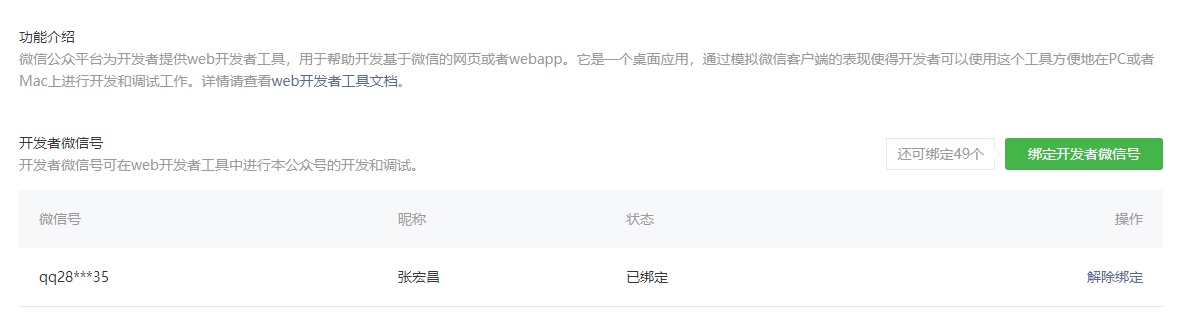 功能介绍
微信公众平台为开发者提供web开发者工具，用于帮助开发基于微信的网页或者webapp。它是一个桌面应用，通过模拟微信客户端的表现使得开发者可以使用这个工具方便地在PC或者
Mac上进行开发和调试工作。详情请查看web开发者工具文档。
开发者微信号
开发者微信号可在web开发者工具中进行本公众号的开发和调试。
还可绑定49个 绑定开发者微信号
微信号 昵称 状态 操作
qq28***35 张宏昌 已绑定 解除绑定